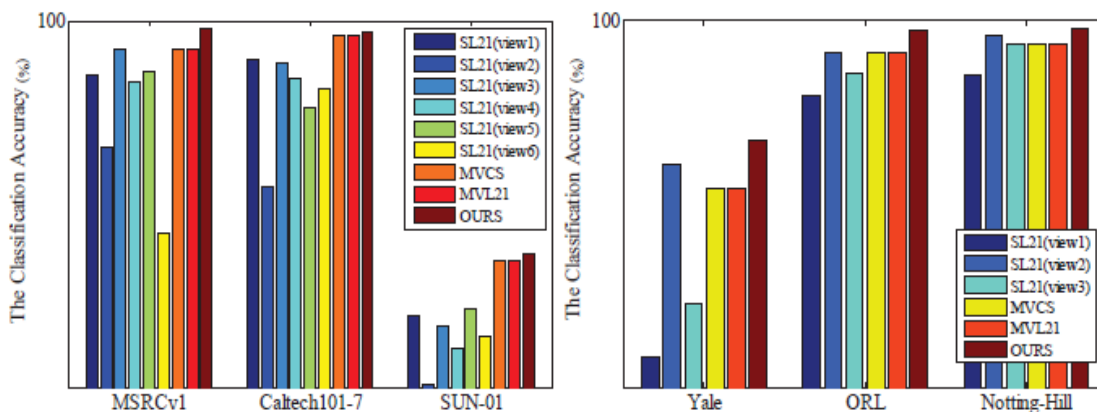 100
The Classification Accuracy (%)
SL21(view1)
SL21(view2)
SL21(view3)
SL21(view4)
SL21(view5)
SL21(view6)
MVCS
MVL21
OURS
MSRCv1
Caltech101-7
SUN-01
100
The Classification Accuracy (%)
SL21(view1)
SL21(view2)
SL21(view3)
MVCS
MVL21
OURS
Yale
ORL
Notting-Hill